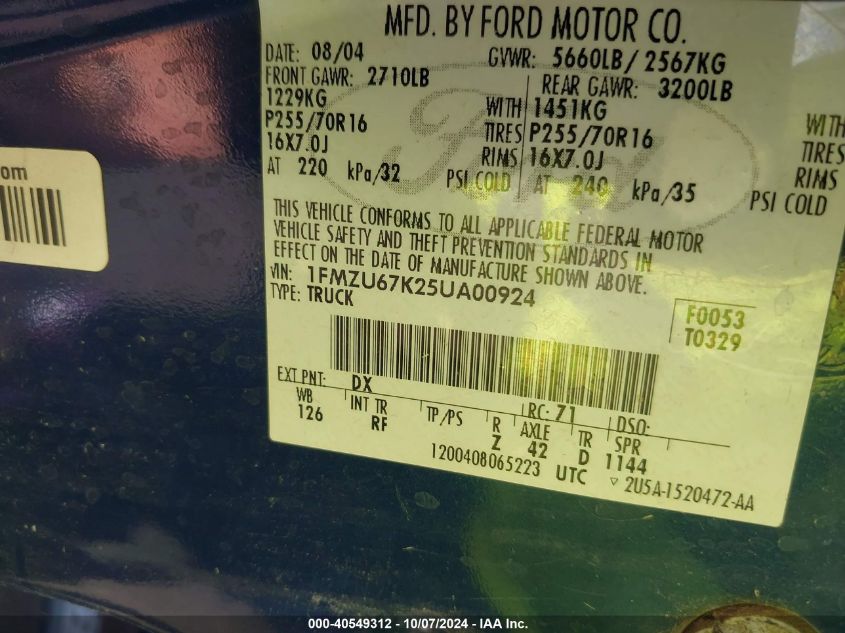 MFD. BY FORD MOTOR CO.
DATE: 08/04 GVWR: 5660LB/ 2567KG
FRONT GAWR: 2710LB REAR GAWR: 3200LB
1229KG WITH 1451KG WITH
P255/70R16 TIRES P255/70R16 TIRES
16X7.0J RIMS 16X7.0J RIMS
AT 220 kPa/32 PSI COLD AT 240 kPa/35 PSI COLD
THIS VEHICLE CONFORMS TO ALL APPLICABLE FEDERAL MOTOR
VEHICLE SAFETY AND THEFT PREVENTION STANDARDS IN
EFFECT ON THE DATE OF MANUFACTURE SHOWN ABOVE.
VIN: 1FMZU67K25UA00924
TYPE: TRUCK
F0053
T0329
EXT PNT: DX RC: 71 DSO:
WB INT TR TP/PS R AXLE TR SPR
126 RF Z 42 D 1144
1200408065223 UTC ▽ 2U5A-1520472-AA
Ford
om
000-40549312 - 10/07/2024 - IAA Inc.